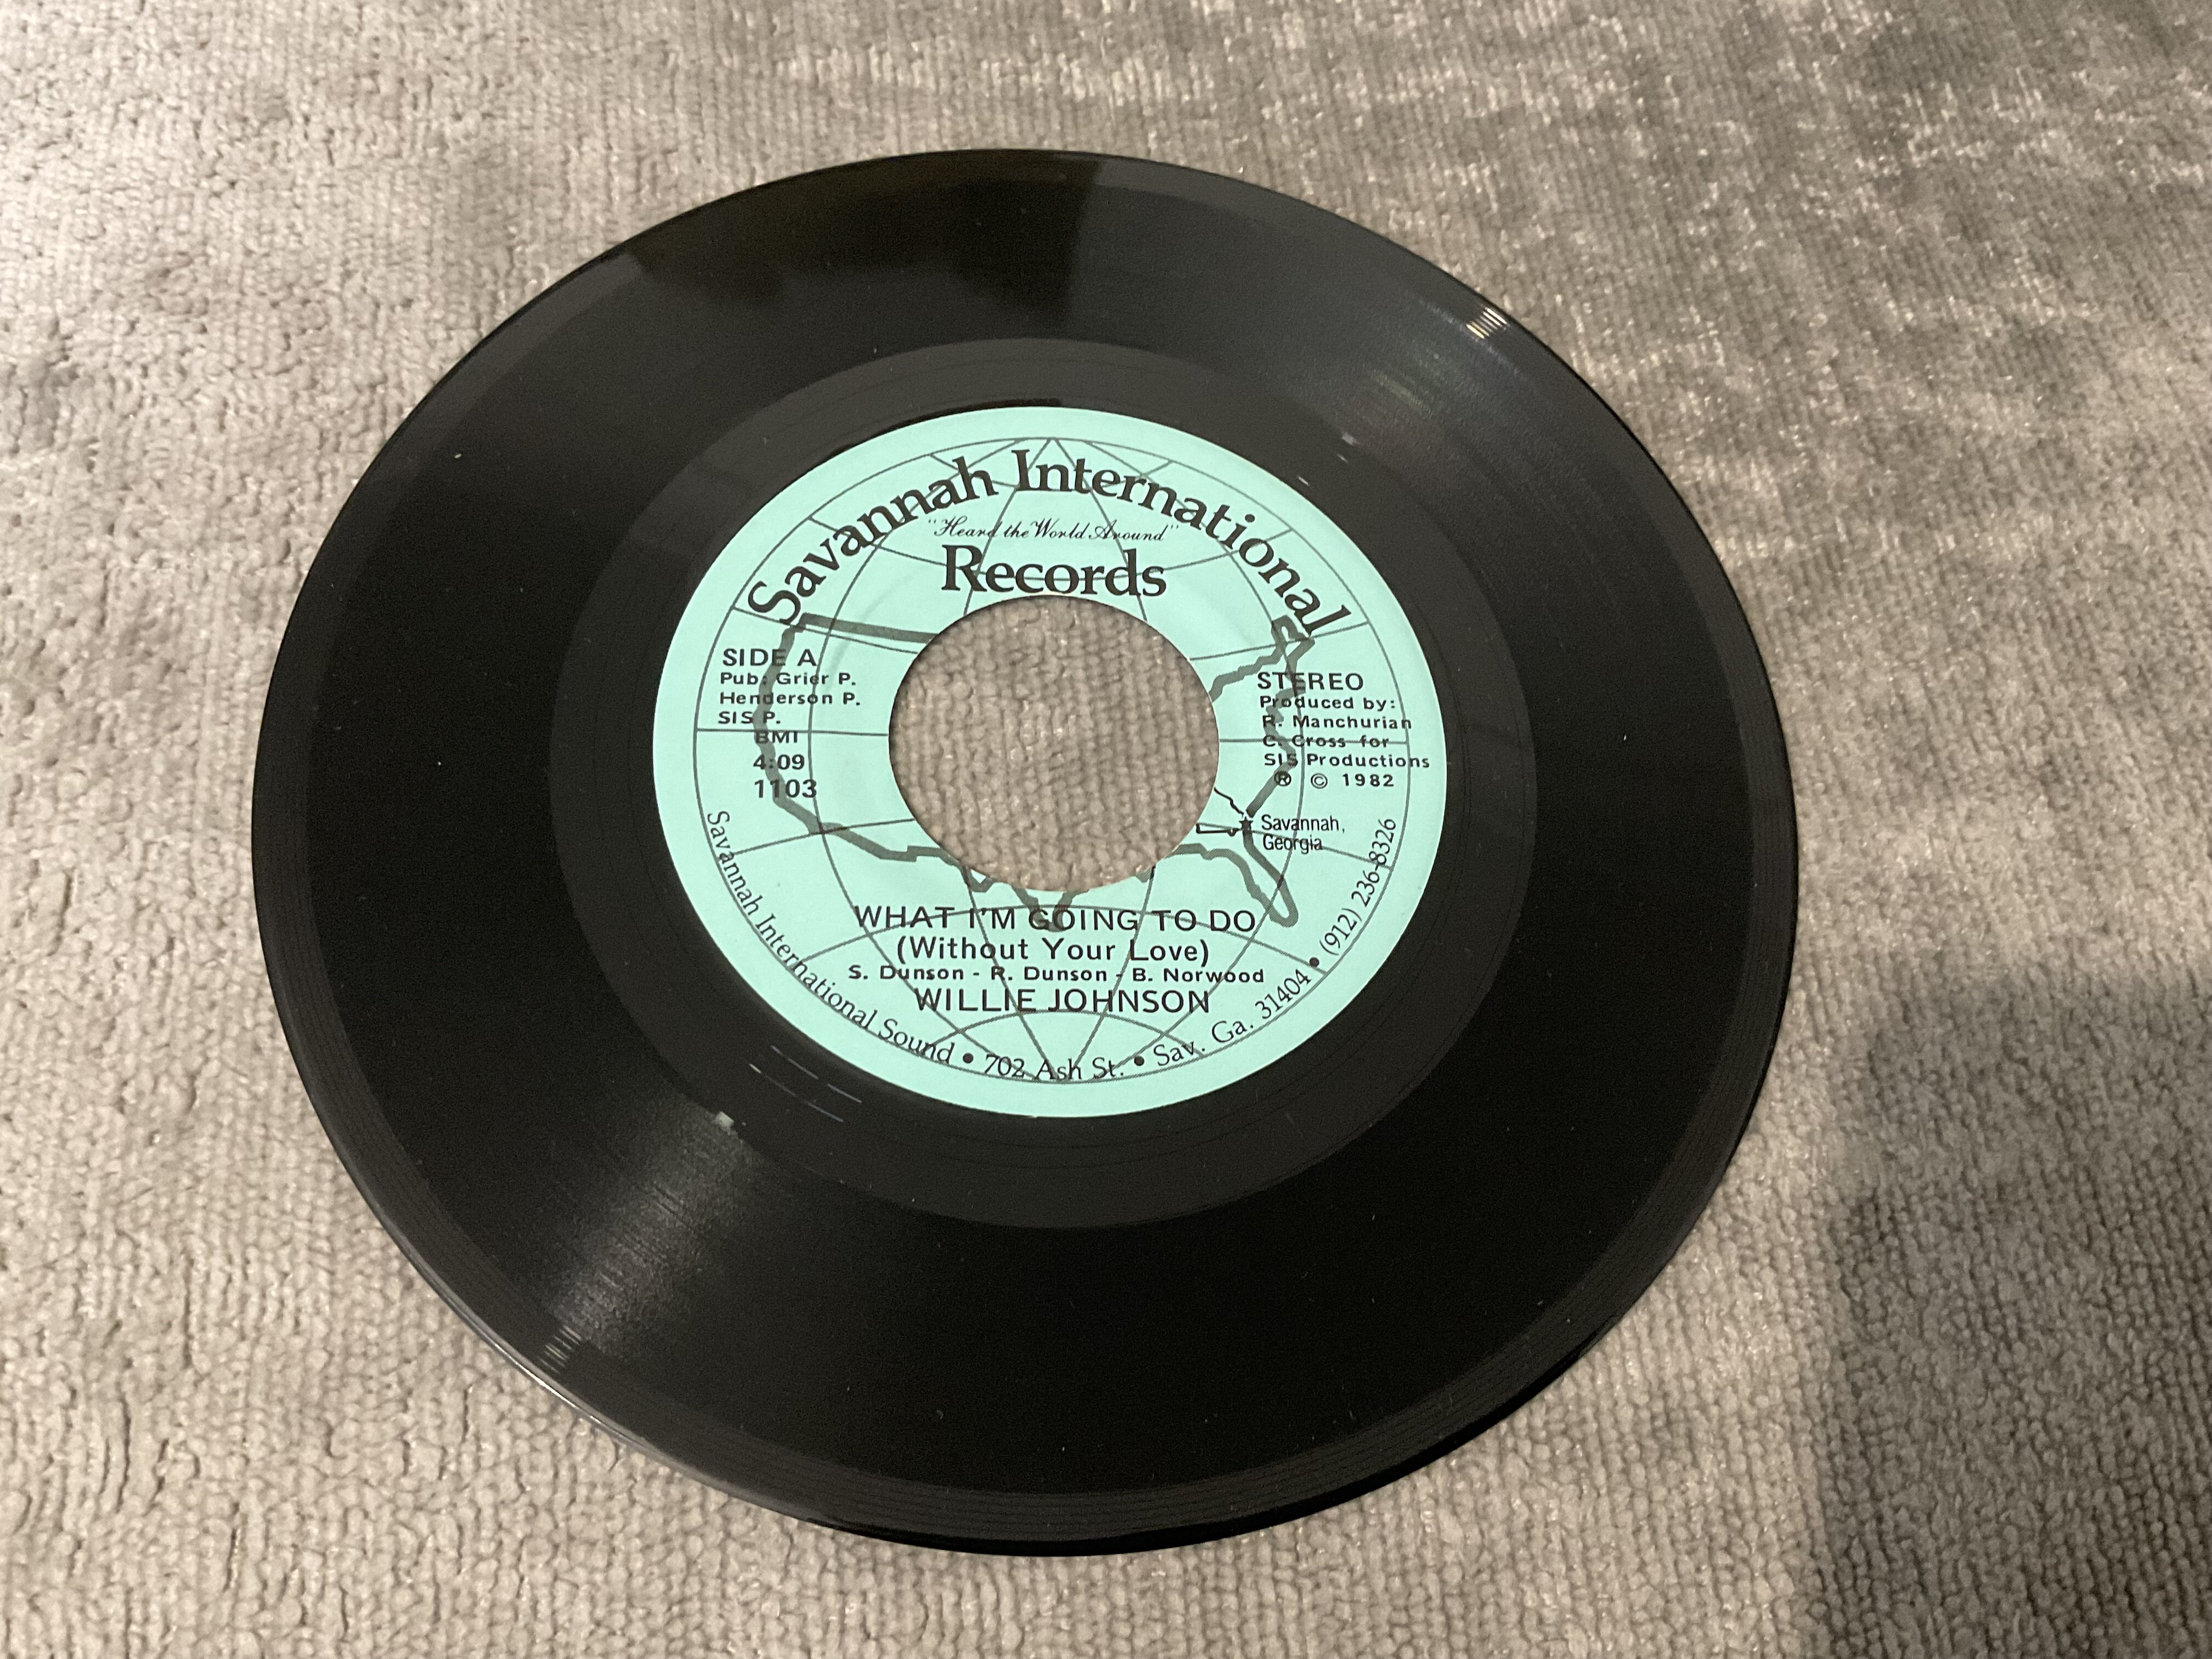 Savannah International
"Heard the World Around"
Records
SIDE A
Pub: Grier P.
Henderson P.
SIS P.
BMI
4:09
1103
STEREO
Produced by:
R. Manchurian
C. Cross for
SIS Productions
℗ © 1982
Savannah,
Georgia
WHAT I'M GOING TO DO
(Without Your Love)
S. Dunson - R. Dunson - B. Norwood
WILLIE JOHNSON
Savannah International Sound • 702 Ash St. • Sav. Ga. 31404 • (912) 236-8326